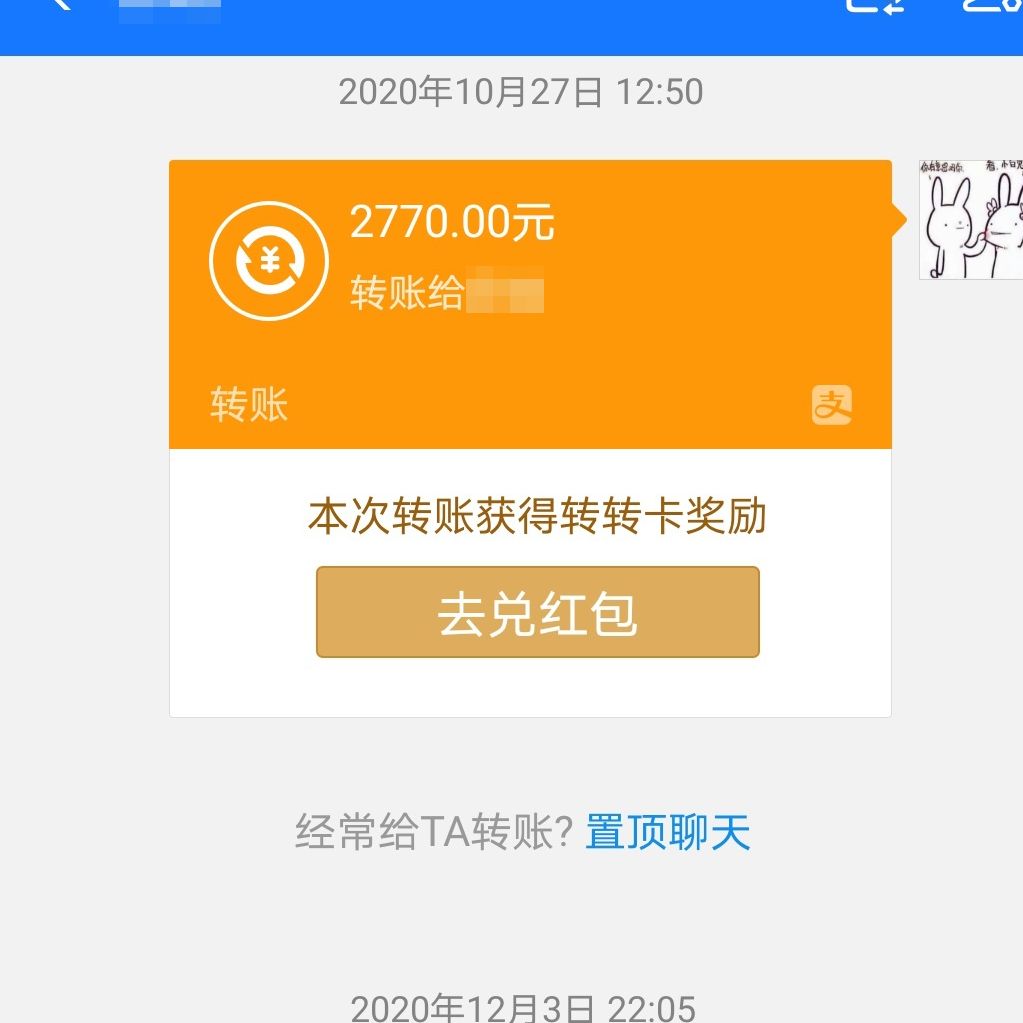 2020年10月27日 12:50
2770.00元
转账给
转账
支
本次转账获得转转卡奖励
去兑红包
经常给TA转账? 置顶聊天
2020年12月3日 22:05